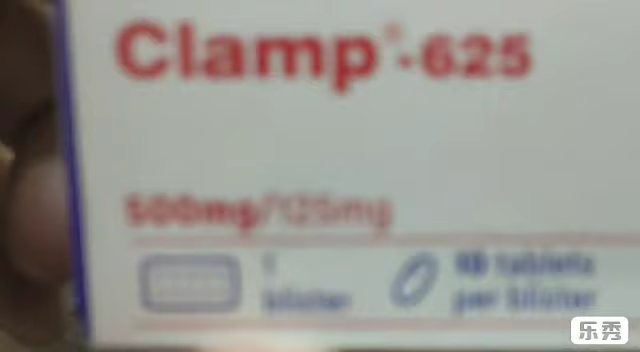 Clamp®-625
500mg/125mg
1
blister
10 tablets
per blister
乐秀